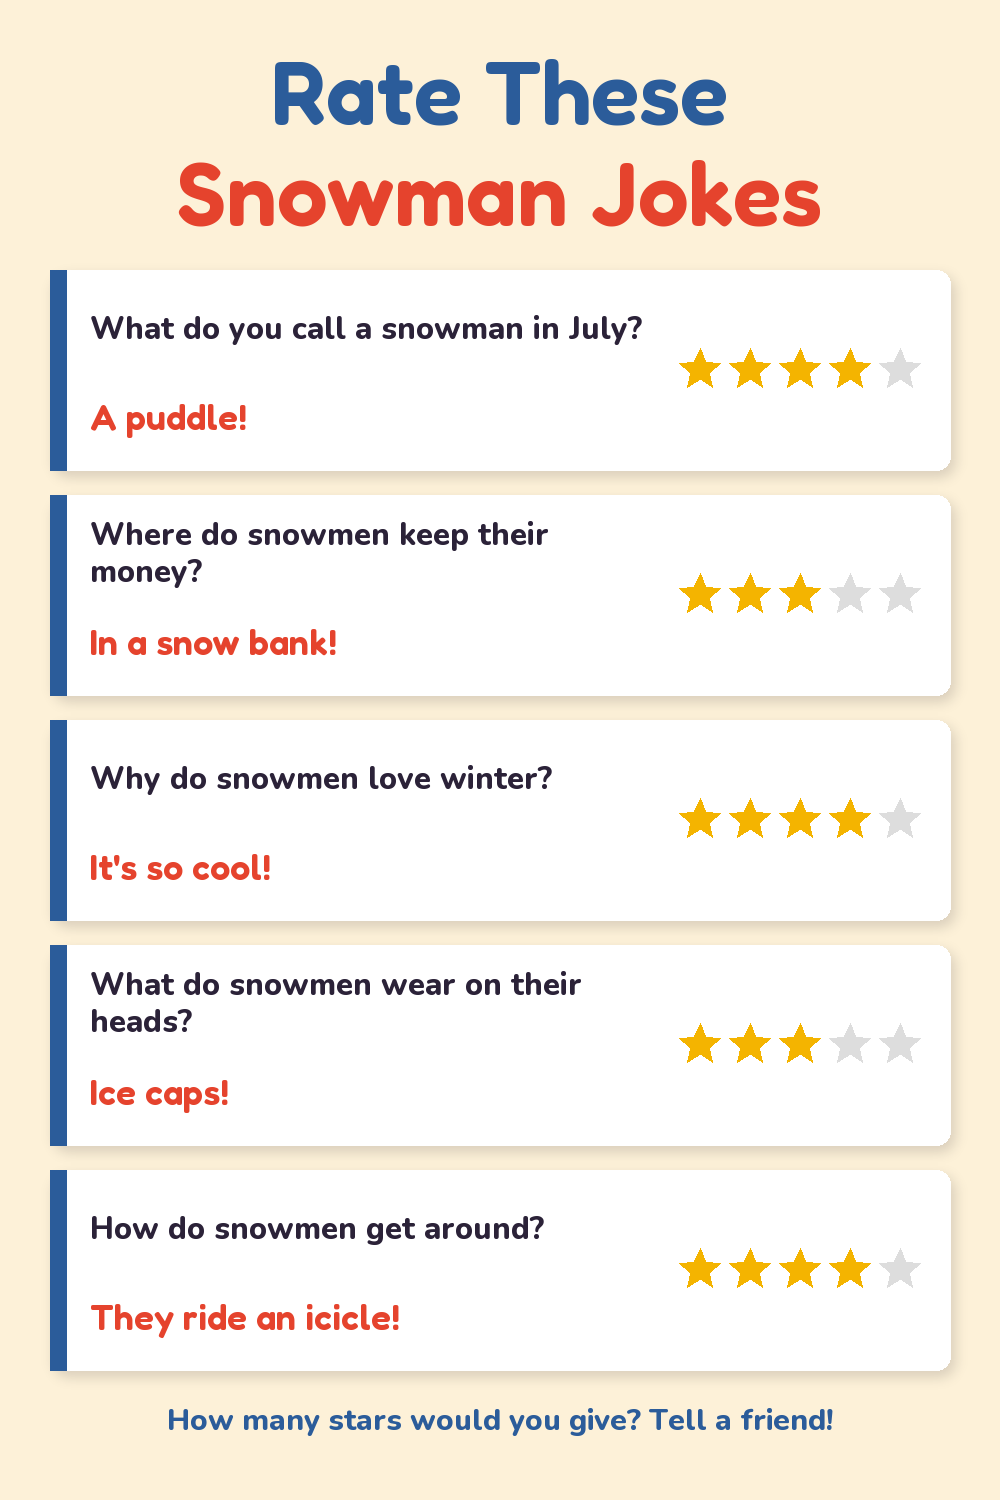 Rate These
Snowman Jokes
What do you call a snowman in July?
A puddle!
Where do snowmen keep their
money?
In a snow bank!
Why do snowmen love winter?
It's so cool!
What do snowmen wear on their
heads?
Ice caps!
How do snowmen get around?
They ride an icicle!
How many stars would you give? Tell a friend!